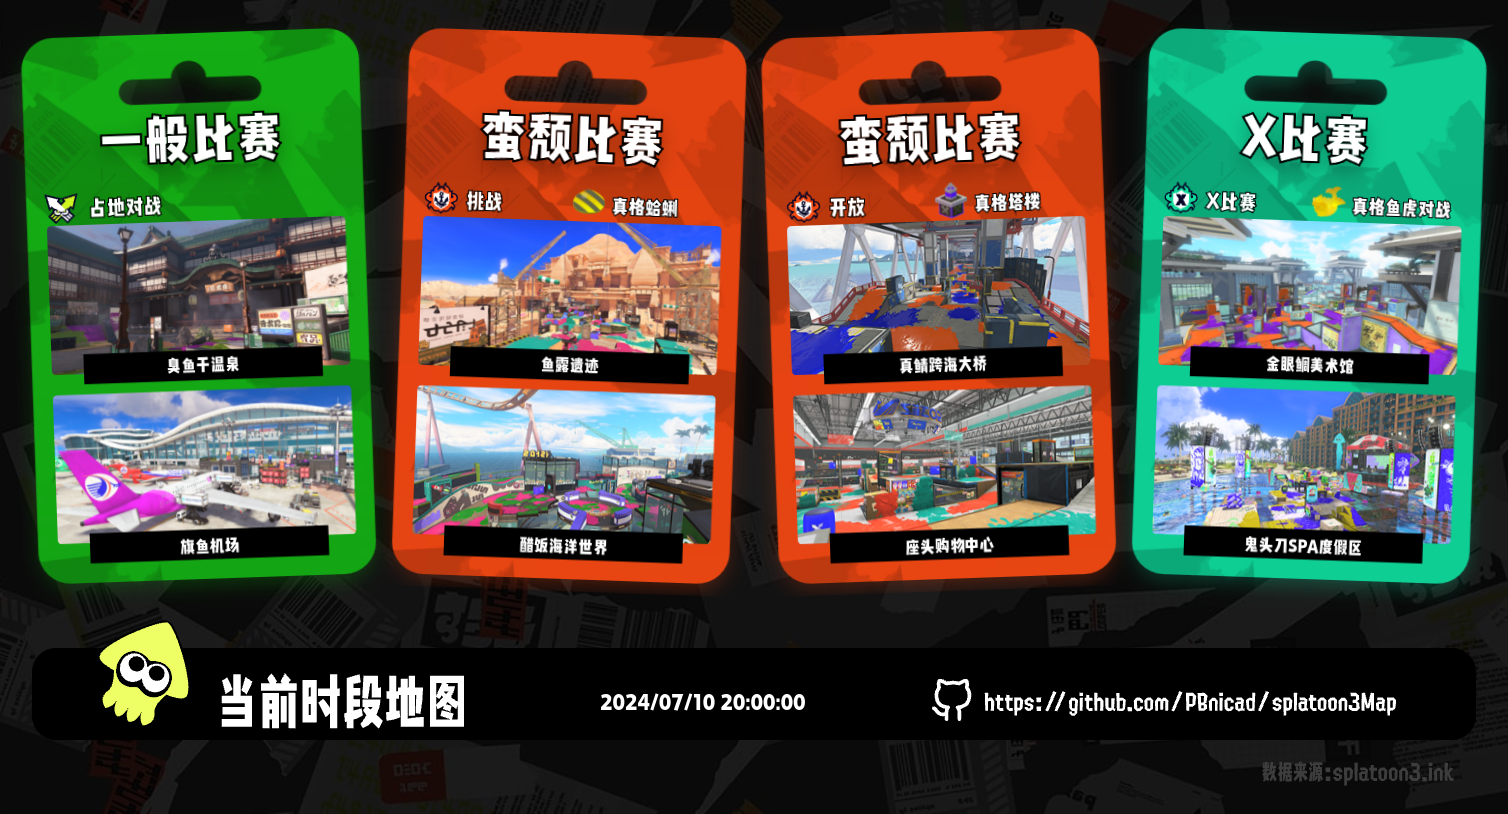 一般比赛
占地对战
臭鱼干温泉
旗鱼机场
蛮颓比赛
挑战
真格蛤蜊
鱼露遗迹
醋饭海洋世界
蛮颓比赛
开放
真格塔楼
真鲭跨海大桥
座头购物中心
X比赛
X比赛
真格鱼虎对战
金眼鲷美术馆
鬼头刀SPA度假区
当前时段地图
2024/07/10 20:00:00
https://github.com/PBnicad/splatoon3Map
数据来源:splatoon3.ink